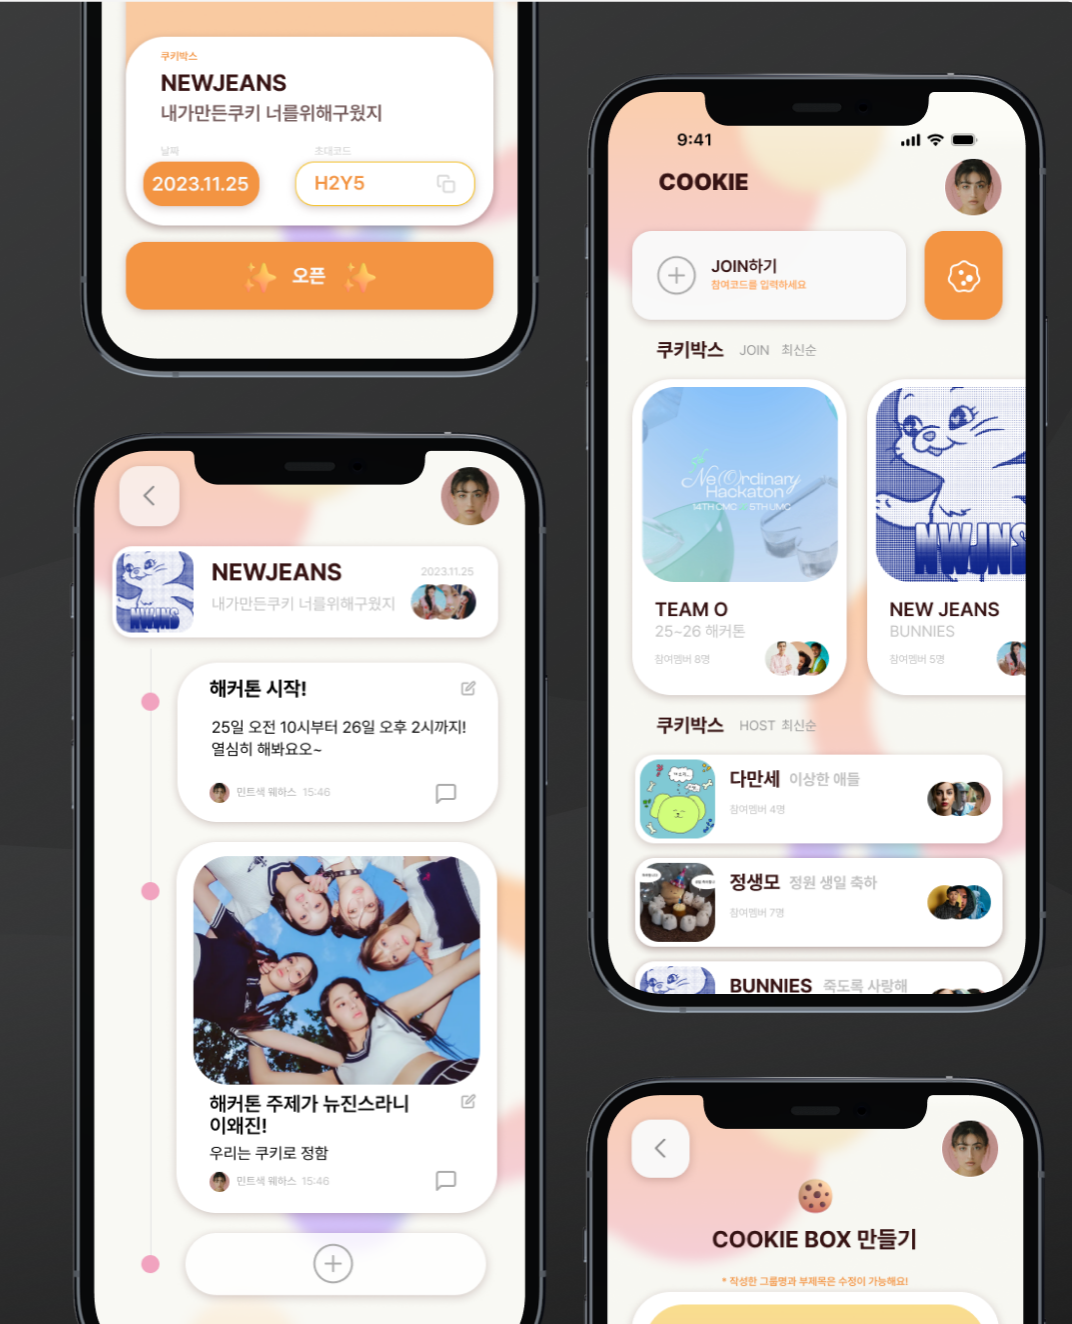 쿠키박스
NEWJEANS
내가만든쿠키 너를위해구웠지
날짜
초대코드
2023.11.25
H2Y5
✨ 오픈 ✨
NEWJEANS
2023.11.25
내가만든쿠키 너를위해구웠지
NWJNS
해커톤 시작!
25일 오전 10시부터 26일 오후 2시까지!
열심히 해봐요오~
민트색 웨하스 15:46
해커톤 주제가 뉴진스라니
이왜진!
우리는 쿠키로 정함
민트색 웨하스 15:46
9:41
COOKIE
JOIN하기
참여코드를 입력하세요
쿠키박스 JOIN 최신순
Ne(O)rdinary
Hackaton
14TH CMC 5TH UMC
NWJNS
TEAM O
25~26 해커톤
참여멤버 8명
NEW JEANS
BUNNIES
참여멤버 5명
쿠키박스 HOST 최신순
다만세 이상한 애들
참여멤버 4명
정생모 정원 생일 축하
참여멤버 7명
BUNNIES 죽도록 사랑해
COOKIE BOX 만들기
* 작성한 그룹명과 부제목은 수정이 가능해요!